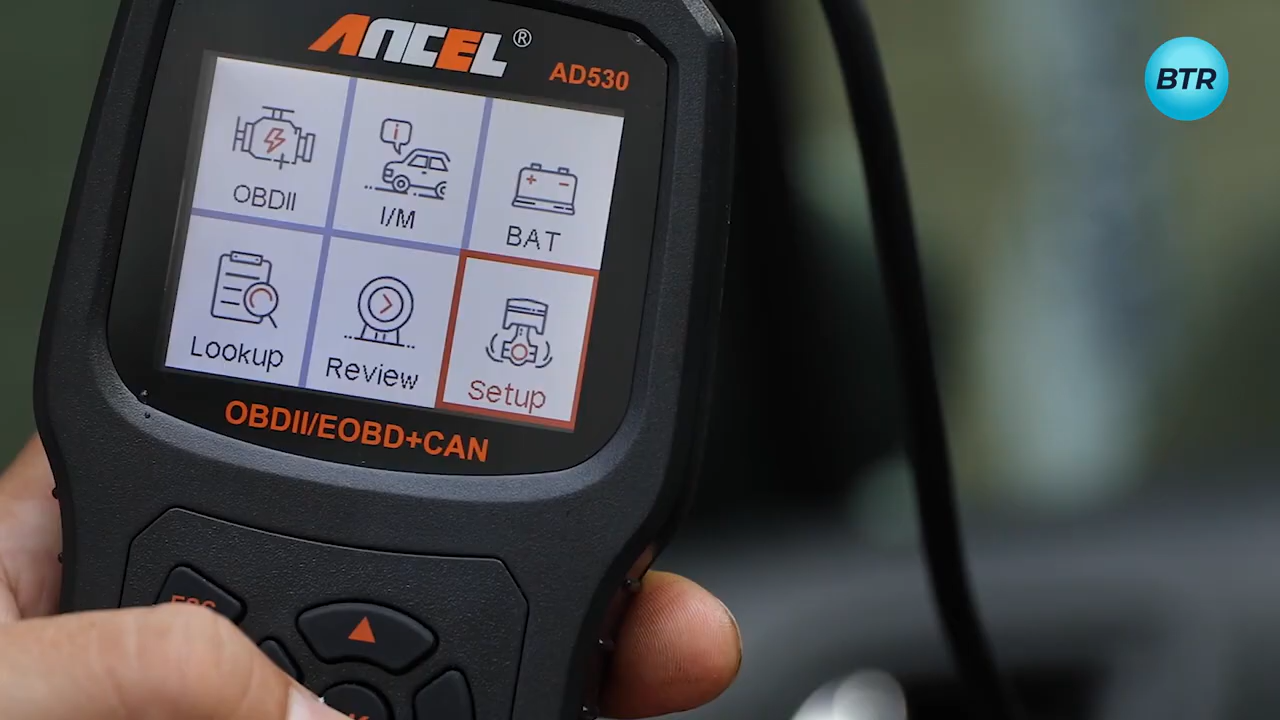 ANCEL®
AD530
BTR
OBDII
I/M
BAT
Lookup
Review
Setup
OBDII/EOBD+CAN